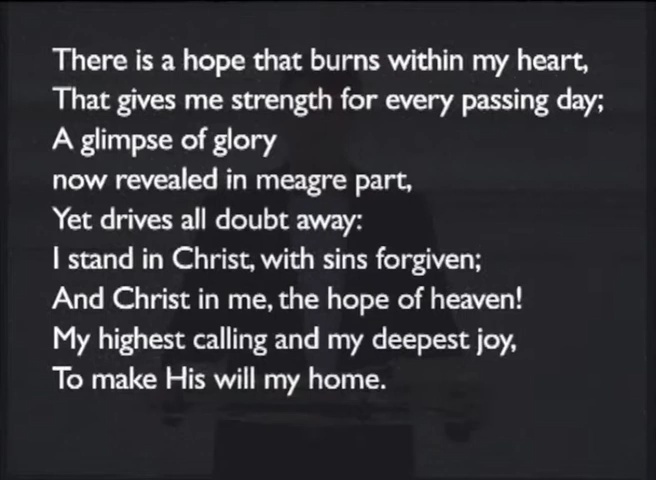 There is a hope that burns within my heart,
That gives me strength for every passing day;
A glimpse of glory
now revealed in meagre part,
Yet drives all doubt away:
I stand in Christ, with sins forgiven;
And Christ in me, the hope of heaven!
My highest calling and my deepest joy,
To make His will my home.